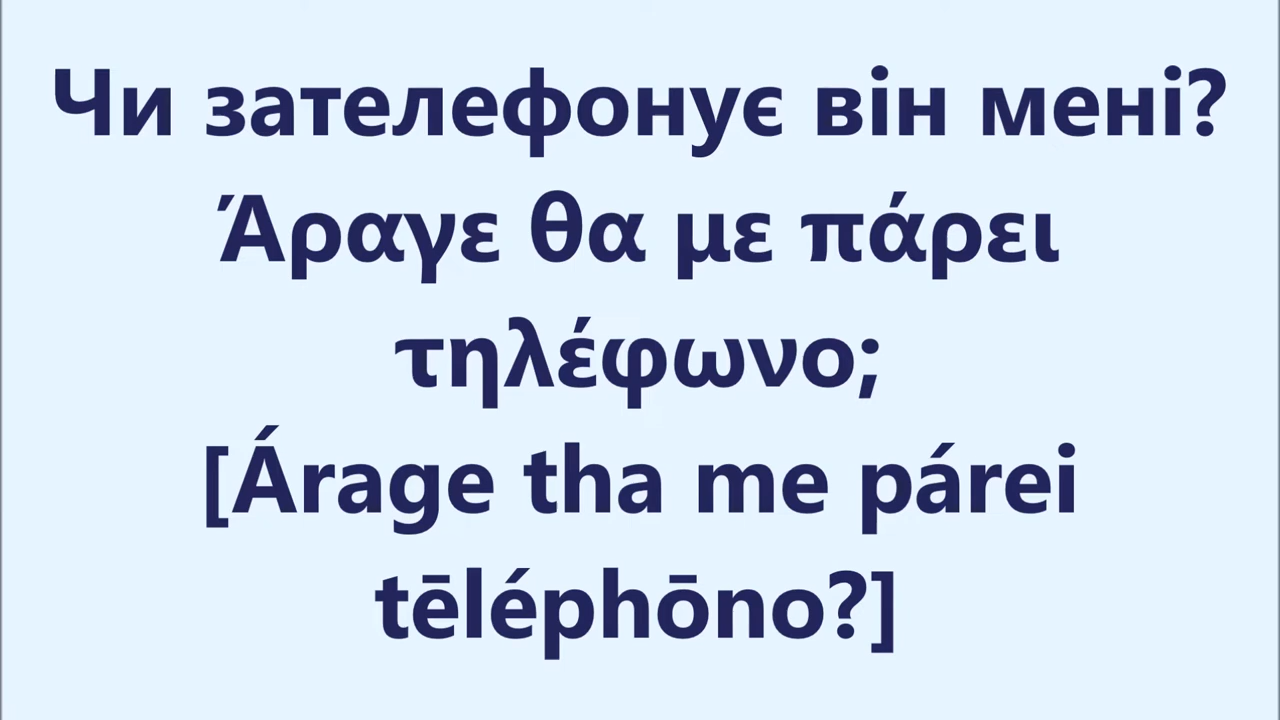 Чи зателефонує він мені?
Άραγε θα με πάρει
τηλέφωνο;
[Árage tha me párei
tēléphōno?]